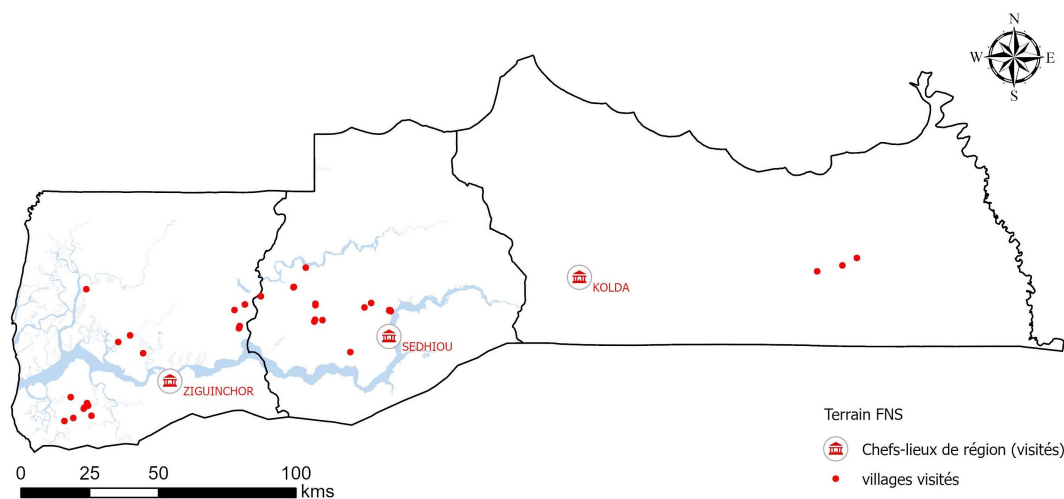 N
W E
S
KOLDA
SEDHIOU
ZIGUINCHOR
Terrain FNS
Chefs-lieux de région (visités)
villages visités
0 25 50 100
kms